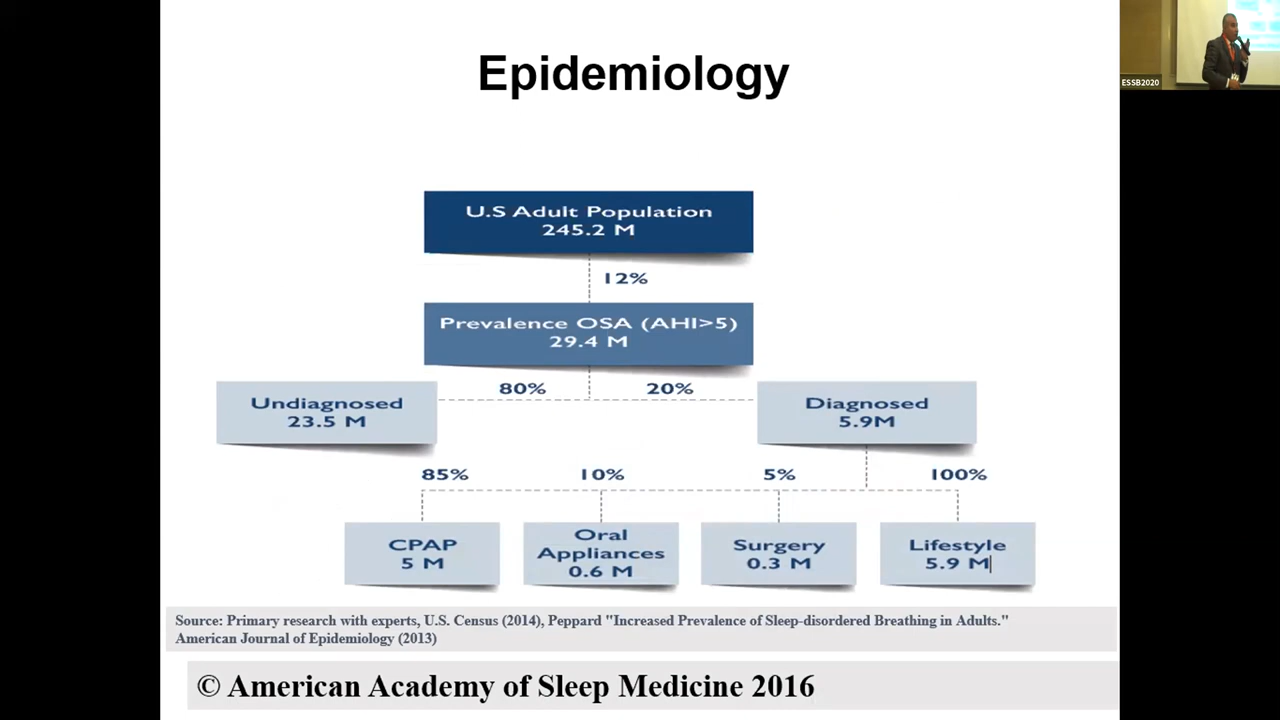 Epidemiology
ESSB2020
U.S Adult Population
245.2 M
12%
Prevalence OSA (AHI>5)
29.4 M
80%
20%
Undiagnosed
23.5 M
Diagnosed
5.9M
85%
10%
5%
100%
CPAP
5 M
Oral
Appliances
0.6 M
Surgery
0.3 M
Lifestyle
5.9 M
Source: Primary research with experts, U.S. Census (2014), Peppard "Increased Prevalence of Sleep-disordered Breathing in Adults."
American Journal of Epidemiology (2013)
© American Academy of Sleep Medicine 2016